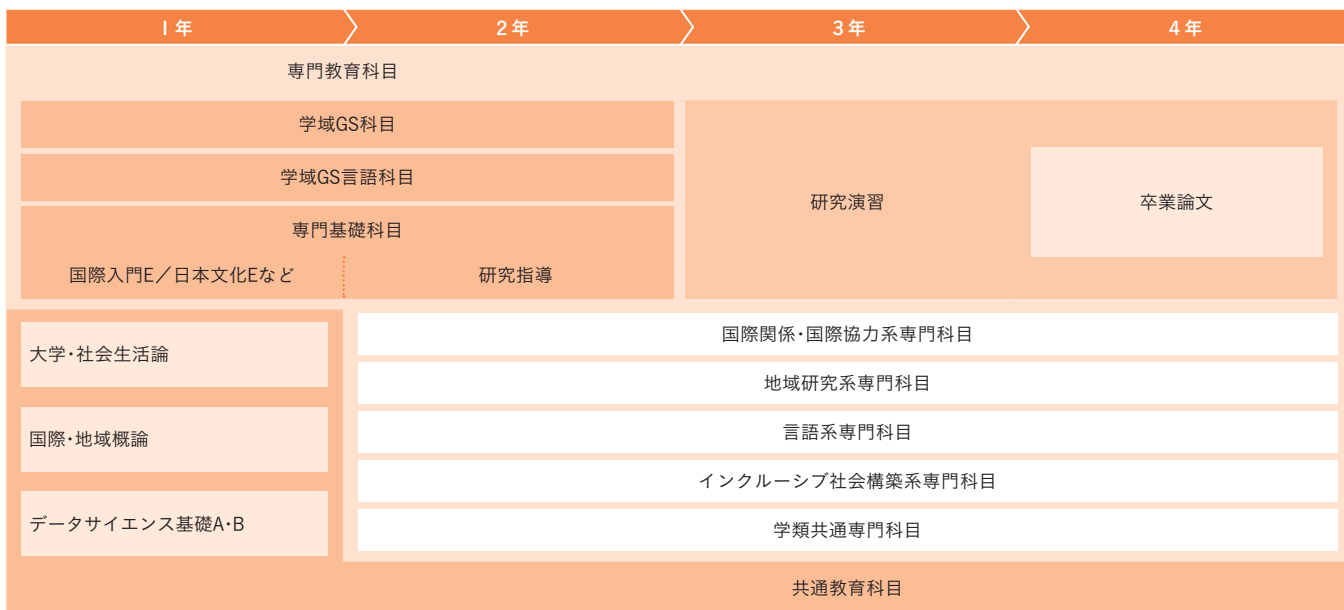 1年
2年
3年
4年
専門教育科目
学域GS科目
学域GS言語科目
専門基礎科目
国際入門E／日本文化Eなど
研究指導
研究演習
卒業論文
大学・社会生活論
国際・地域概論
データサイエンス基礎A・B
国際関係・国際協力系専門科目
地域研究系専門科目
言語系専門科目
インクルーシブ社会構築系専門科目
学類共通専門科目
共通教育科目